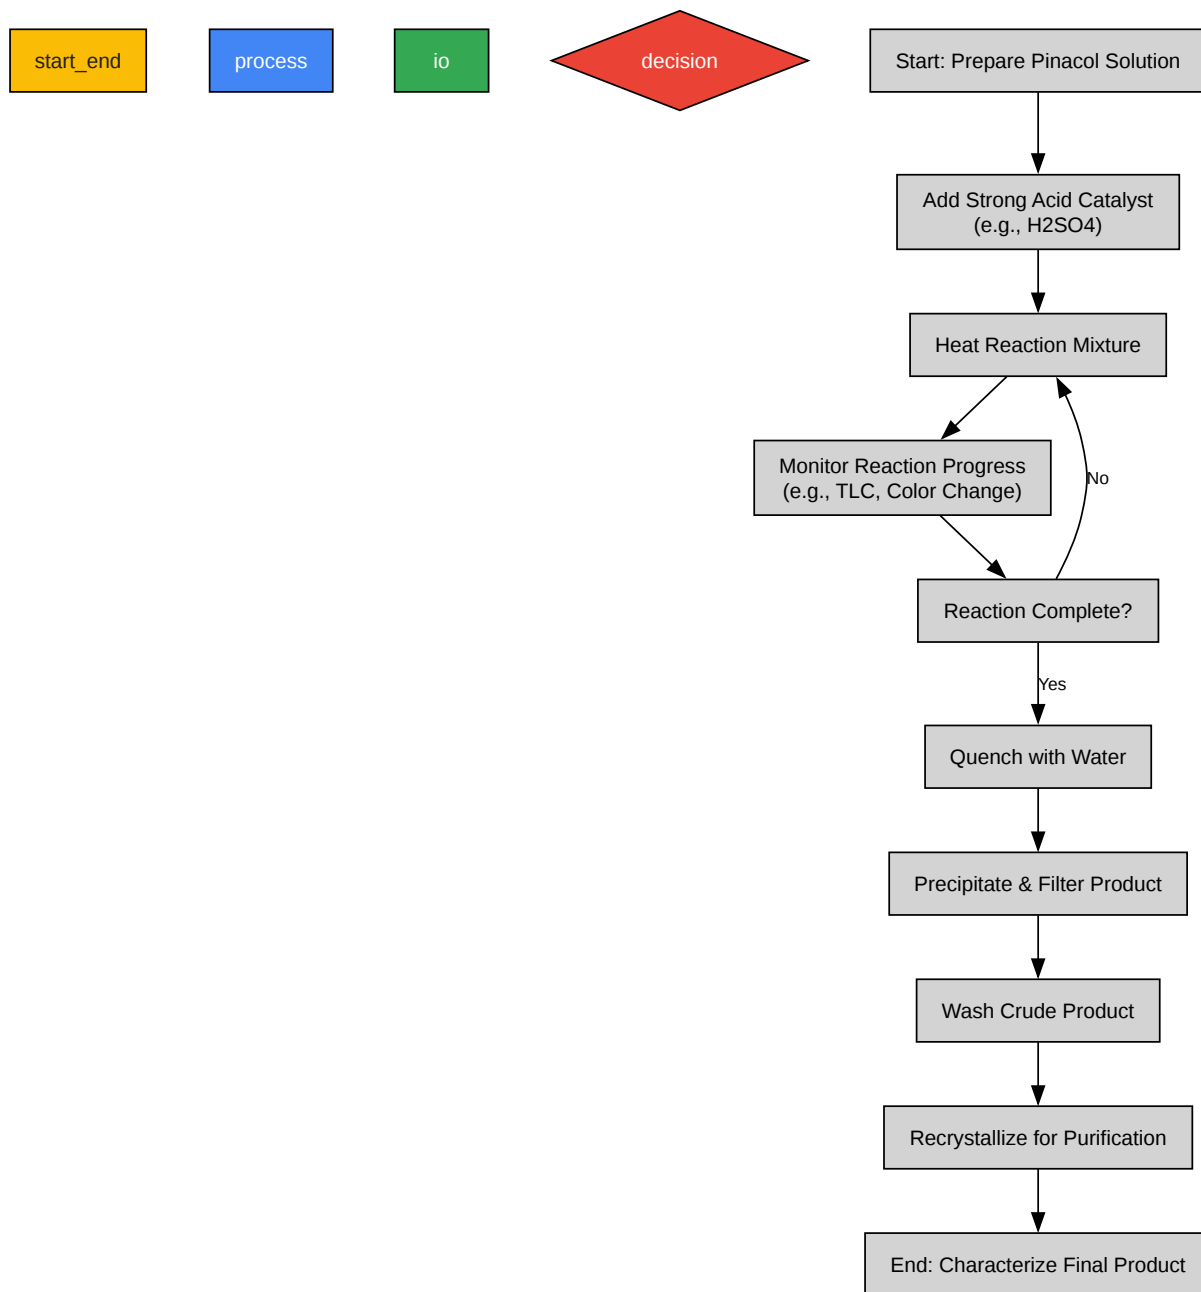 start_end
process
io
decision
Start: Prepare Pinacol Solution
Add Strong Acid Catalyst
(e.g., H2SO4)
Heat Reaction Mixture
Monitor Reaction Progress
(e.g., TLC, Color Change)
No
Reaction Complete?
Yes
Quench with Water
Precipitate & Filter Product
Wash Crude Product
Recrystallize for Purification
End: Characterize Final Product